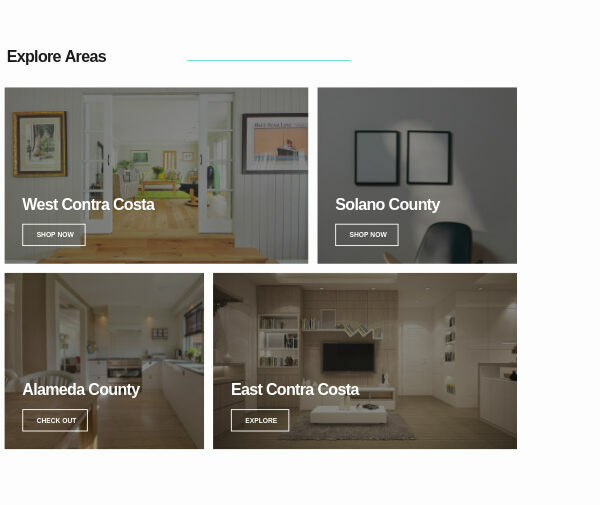 Explore Areas
West Contra Costa
SHOP NOW
Solano County
SHOP NOW
Alameda County
CHECK OUT
East Contra Costa
EXPLORE